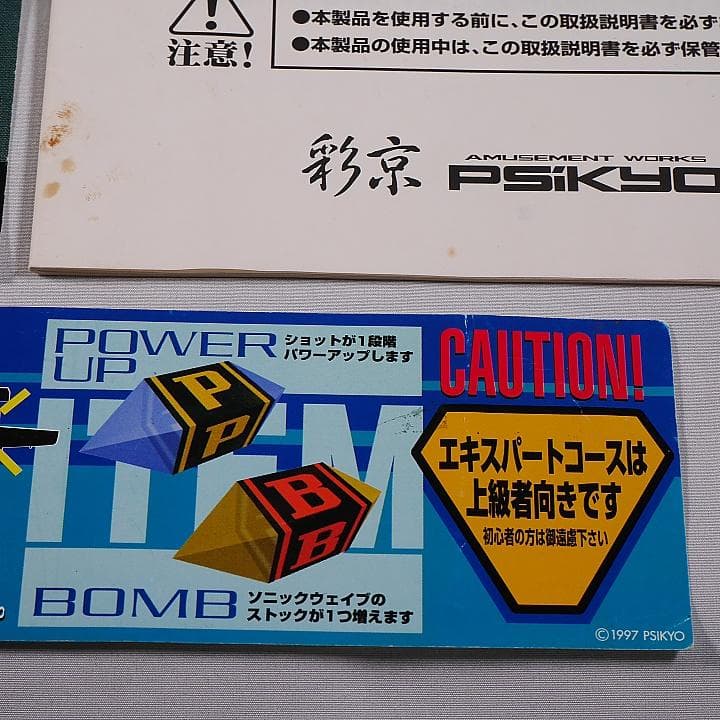 ●本製品を使用する前に、この取扱説明書を必ず
注意!
●本製品の使用中は、この取扱説明書を必ず保管
彩京
AMUSEMENT WORKS
PSiKYO
POWER UP
ショットが1段階
パワーアップします
ITEM
P
P
B
B
BOMB
ソニックウェイブの
ストックが1つ増えます
CAUTION!
エキスパートコースは
上級者向きです
初心者の方は御遠慮下さい
©1997 PSIKYO